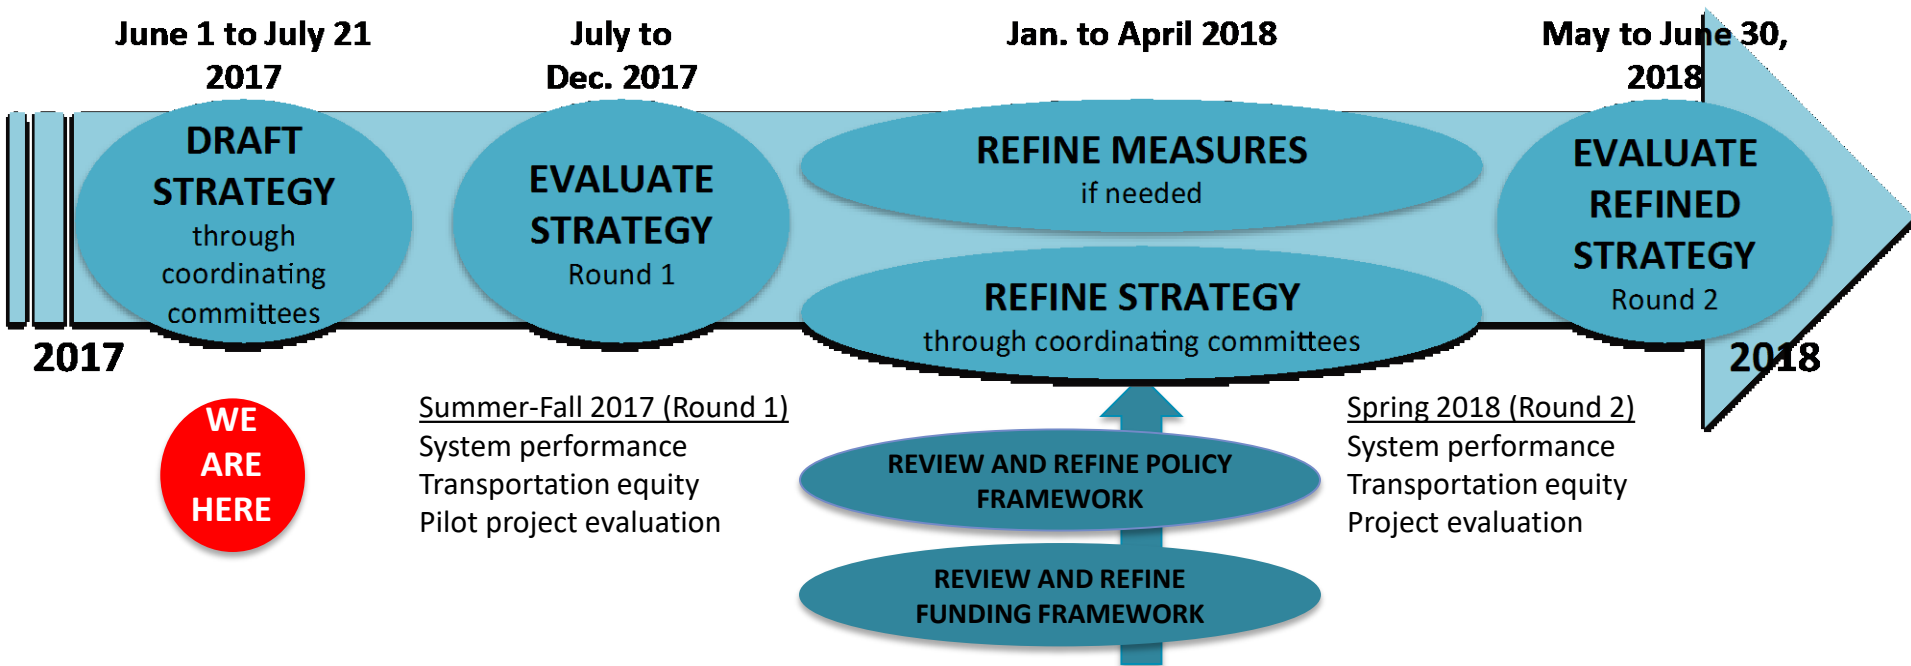 June 1 to July 21
2017
July to
Dec. 2017
Jan. to April 2018
May to June 30,
2018
DRAFT
STRATEGY
through
coordinating
committees
EVALUATE
STRATEGY
Round 1
REFINE MEASURES
if needed
REFINE STRATEGY
through coordinating committees
EVALUATE
REFINED
STRATEGY
Round 2
2017
2018
WE
ARE
HERE
Summer-Fall 2017 (Round 1)
System performance
Transportation equity
Pilot project evaluation
REVIEW AND REFINE POLICY
FRAMEWORK
REVIEW AND REFINE
FUNDING FRAMEWORK
Spring 2018 (Round 2)
System performance
Transportation equity
Project evaluation